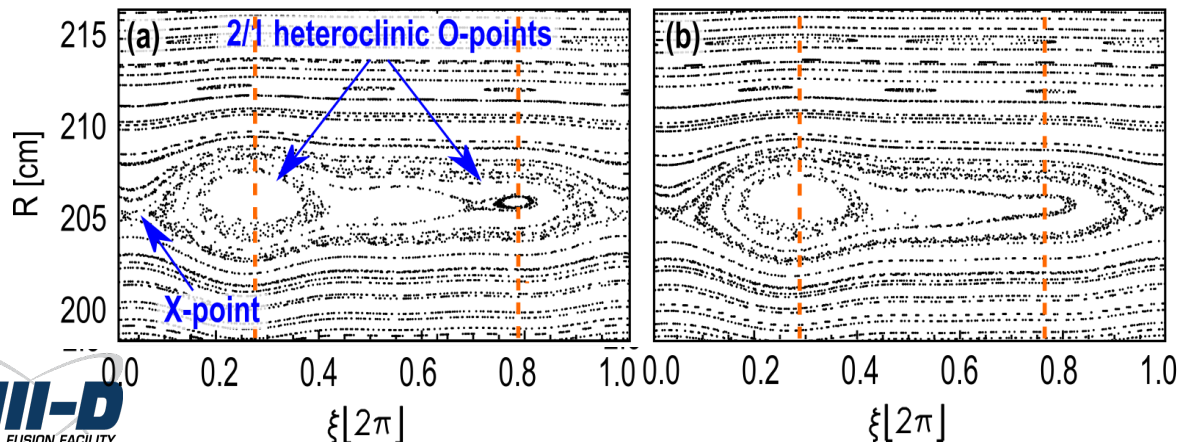 (a) 2/1 heteroclinic O-points
(b)
215
210
205
200
R [cm]
X-point
0.0 0.2 0.4 0.6 0.8 1.0
0.0 0.2 0.4 0.6 0.8 1.0
ξ⌊2π⌋
ξ⌊2π⌋
III-D
FUSION FACILITY